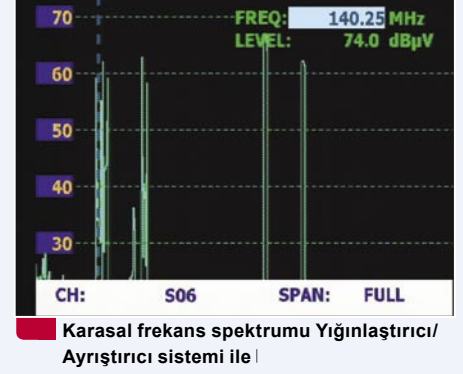 70 FREQ: 140.25 MHz
LEVEL: 74.0 dBµV
60
50
40
30
CH: S06 SPAN: FULL
Karasal frekans spektrumu Yığınlaştırıcı/
Ayrıştırıcı sistemi ile